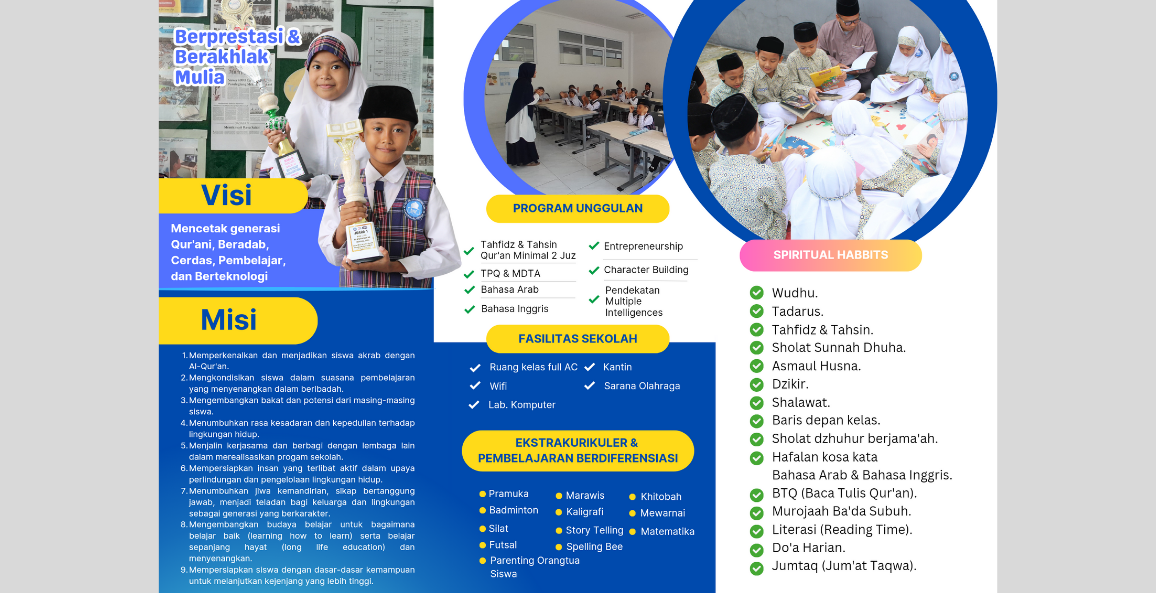 Berprestasi &
Berakhlak
Mulia
Visi
Mencetak generasi
Qur'ani, Beradab,
Cerdas, Pembelajar,
dan Berteknologi
Misi
1. Memperkenalkan dan menjadikan siswa akrab dengan
Al-Qur'an.
2. Mengkondisikan siswa dalam suasana pembelajaran
yang menyenangkan dalam beribadah.
3. Mengembangkan bakat dan potensi dari masing-masing
siswa.
4. Menumbuhkan rasa kesadaran dan kepedulian terhadap
lingkungan hidup.
5. Menjalin kerjasama dan berbagi dengan lembaga lain
dalam merealisasikan progam sekolah.
6. Mempersiapkan insan yang terlibat aktif dalam upaya
perlindungan dan pengelolaan lingkungan hidup.
7. Menumbuhkan jiwa kemandirian, sikap bertanggung
jawab, menjadi teladan bagi keluarga dan lingkungan
sebagai generasi yang berkarakter.
8. Mengembangkan budaya belajar untuk bagaimana
belajar baik (learning how to learn) serta belajar
sepanjang hayat (long life education) dan
menyenangkan.
9. Mempersiapkan siswa dengan dasar-dasar kemampuan
untuk melanjutkan kejenjang yang lebih tinggi.
PROGRAM UNGGULAN
Tahfidz & Tahsin
Qur'an Minimal 2 Juz
TPQ & MDTA
Bahasa Arab
Bahasa Inggris
Entrepreneurship
Character Building
Pendekatan
Multiple
Intelligences
FASILITAS SEKOLAH
Ruang kelas full AC
Wifi
Lab. Komputer
Kantin
Sarana Olahraga
EKSTRAKURIKULER &
PEMBELAJARAN BERDIFERENSIASI
Pramuka
Badminton
Silat
Futsal
Parenting Orangtua
Siswa
Marawis
Kaligrafi
Story Telling
Spelling Bee
Khitobah
Mewarnai
Matematika
SPIRITUAL HABBITS
Wudhu.
Tadarus.
Tahfidz & Tahsin.
Sholat Sunnah Dhuha.
Asmaul Husna.
Dzikir.
Shalawat.
Baris depan kelas.
Sholat dzhuhur berjama'ah.
Hafalan kosa kata
Bahasa Arab & Bahasa Inggris.
BTQ (Baca Tulis Qur'an).
Murojaah Ba'da Subuh.
Literasi (Reading Time).
Do'a Harian.
Jumtaq (Jum'at Taqwa).